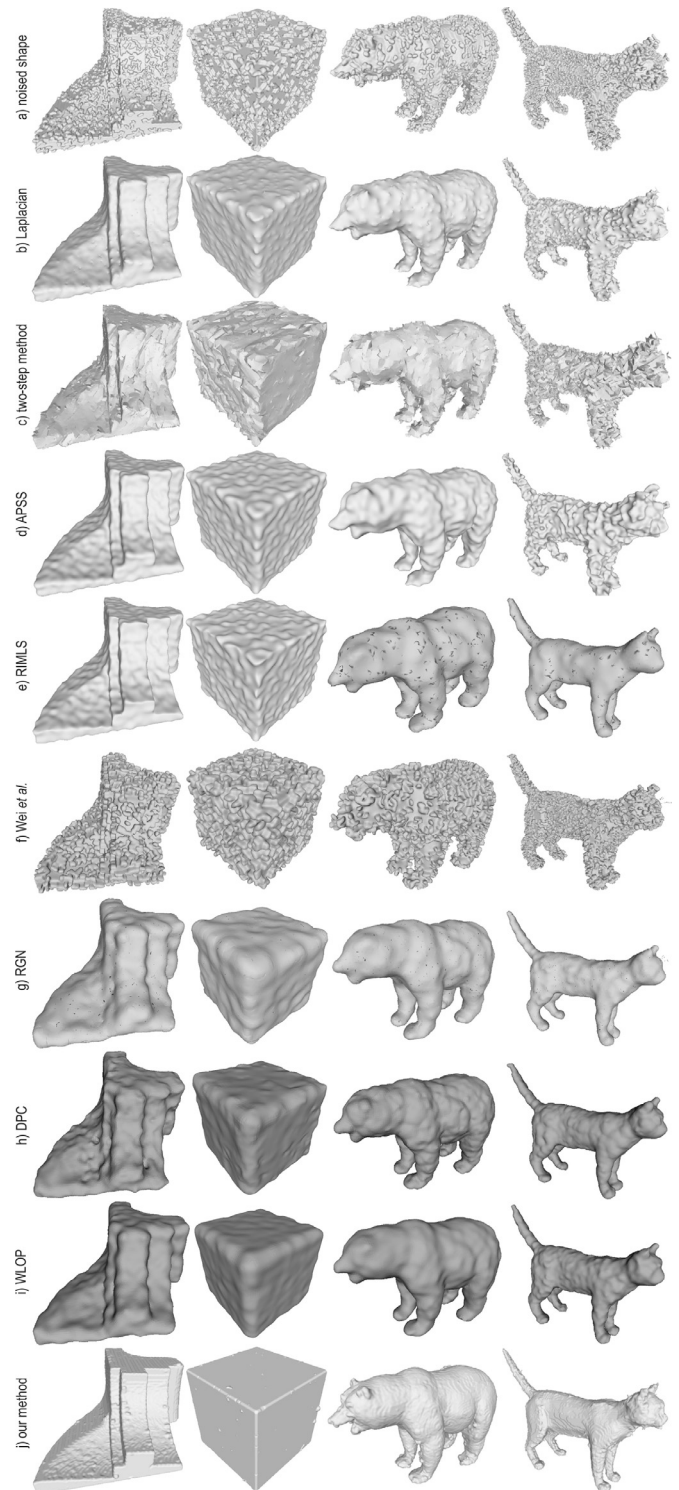 a) noised shape
b) Laplacian
c) two-step method
d) APSS
e) RIMLS
f) Wei et al.
g) RGN
h) DPC
i) WLOP
j) our method